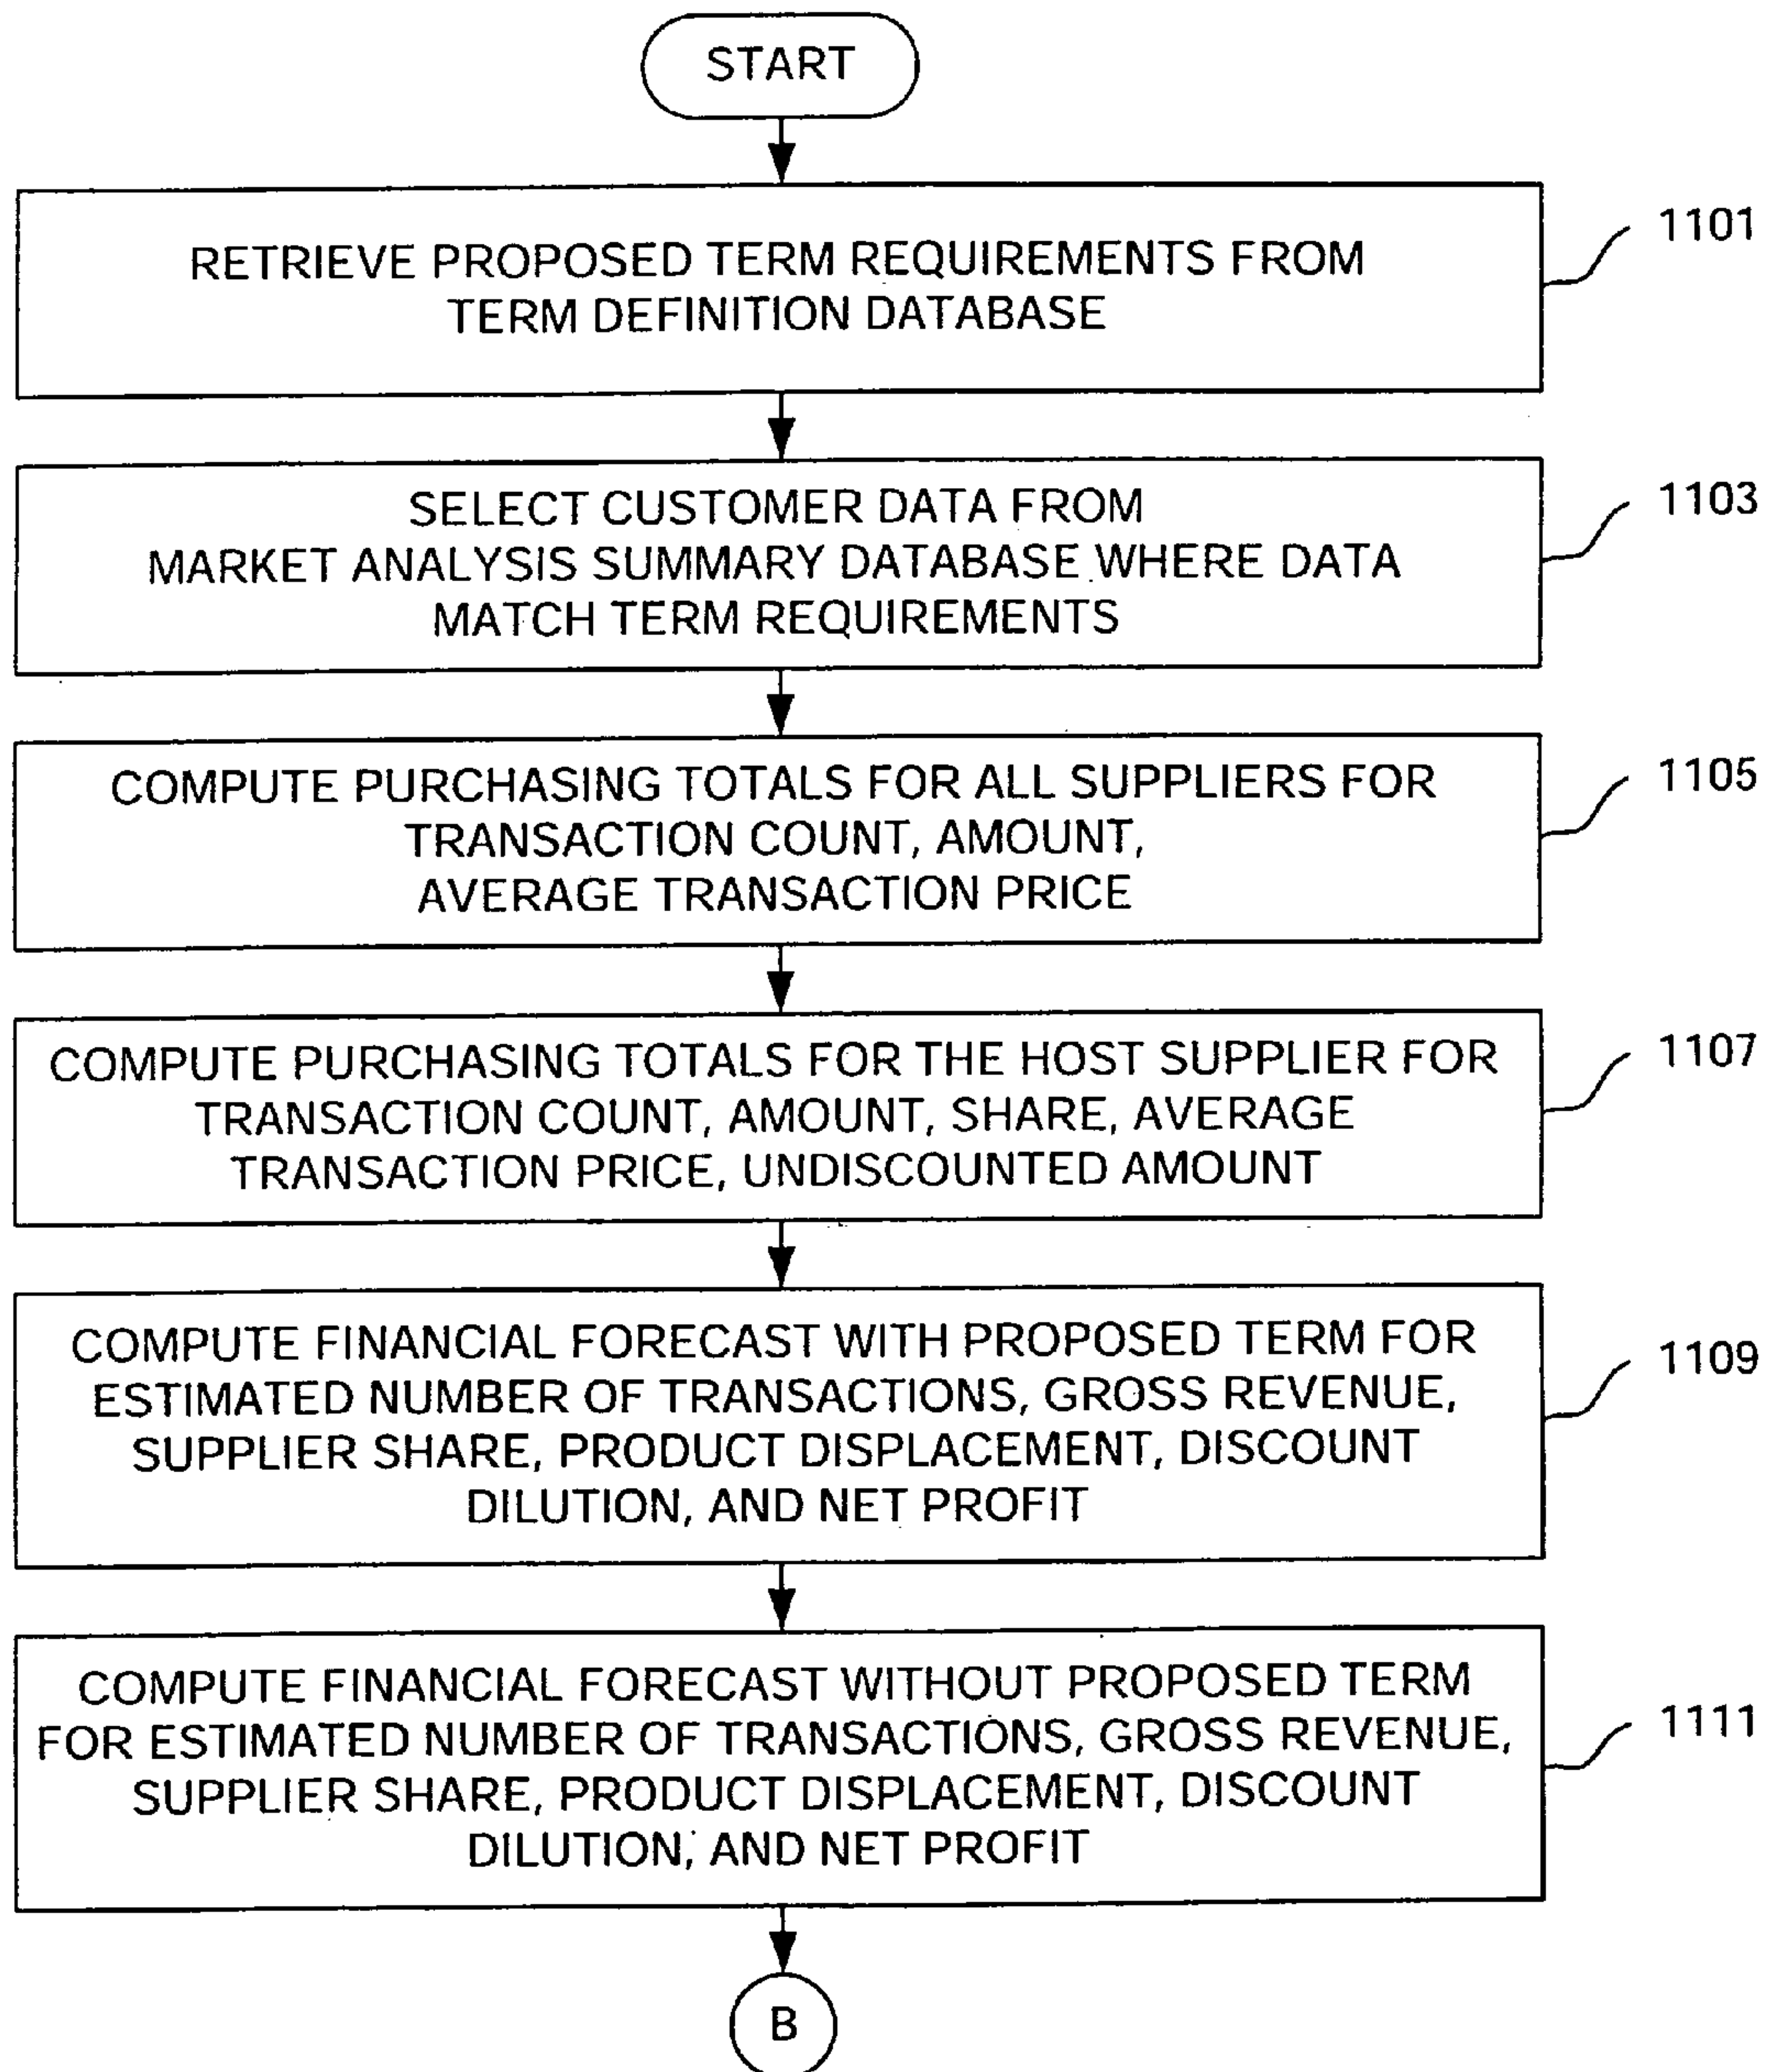 START
RETRIEVE PROPOSED TERM REQUIREMENTS FROM
TERM DEFINITION DATABASE
1101
SELECT CUSTOMER DATA FROM
MARKET ANALYSIS SUMMARY DATABASE WHERE DATA
MATCH TERM REQUIREMENTS
1103
COMPUTE PURCHASING TOTALS FOR ALL SUPPLIERS FOR
TRANSACTION COUNT, AMOUNT,
AVERAGE TRANSACTION PRICE
1105
COMPUTE PURCHASING TOTALS FOR THE HOST SUPPLIER FOR
TRANSACTION COUNT, AMOUNT, SHARE, AVERAGE
TRANSACTION PRICE, UNDISCOUNTED AMOUNT
1107
COMPUTE FINANCIAL FORECAST WITH PROPOSED TERM FOR
ESTIMATED NUMBER OF TRANSACTIONS, GROSS REVENUE,
SUPPLIER SHARE, PRODUCT DISPLACEMENT, DISCOUNT
DILUTION, AND NET PROFIT
1109
COMPUTE FINANCIAL FORECAST WITHOUT PROPOSED TERM
FOR ESTIMATED NUMBER OF TRANSACTIONS, GROSS REVENUE,
SUPPLIER SHARE, PRODUCT DISPLACEMENT, DISCOUNT
DILUTION, AND NET PROFIT
1111
B